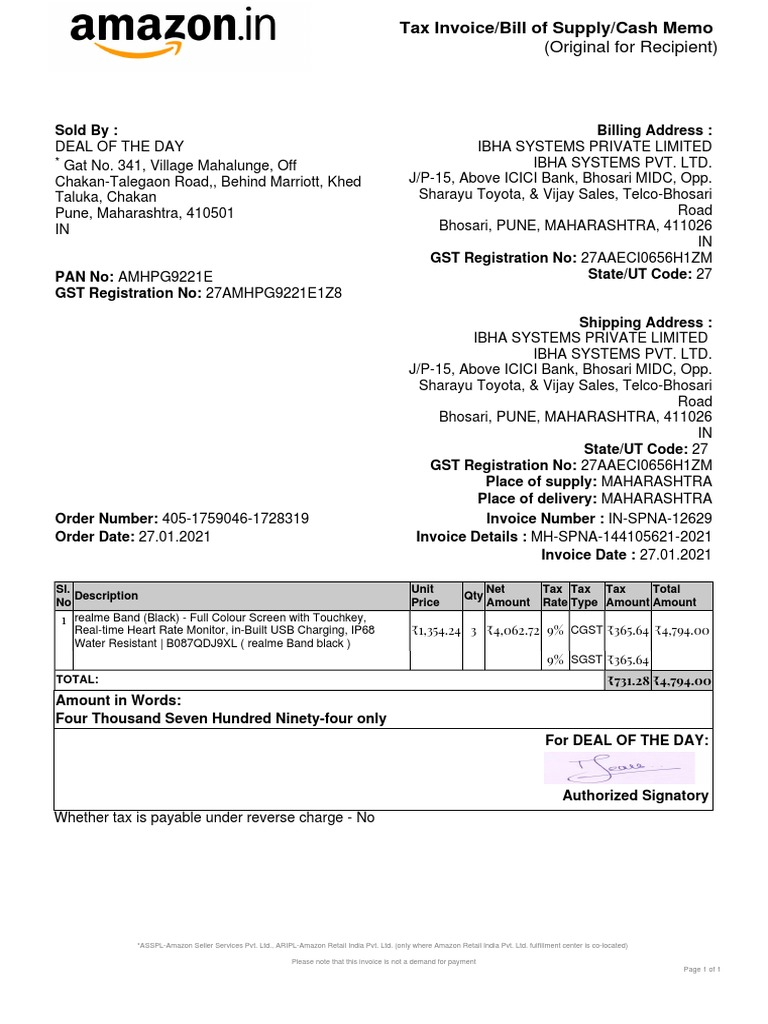 amazon.in
Tax Invoice/Bill of Supply/Cash Memo
(Original for Recipient)
Sold By :
DEAL OF THE DAY
* Gat No. 341, Village Mahalunge, Off
Chakan-Talegaon Road,, Behind Marriott, Khed
Taluka, Chakan
Pune, Maharashtra, 410501
IN
PAN No: AMHPG9221E
GST Registration No: 27AMHPG9221E1Z8
Billing Address :
IBHA SYSTEMS PRIVATE LIMITED
IBHA SYSTEMS PVT. LTD.
J/P-15, Above ICICI Bank, Bhosari MIDC, Opp.
Sharayu Toyota, & Vijay Sales, Telco-Bhosari
Road
Bhosari, PUNE, MAHARASHTRA, 411026
IN
GST Registration No: 27AAECI0656H1ZM
State/UT Code: 27
Shipping Address :
IBHA SYSTEMS PRIVATE LIMITED
IBHA SYSTEMS PVT. LTD.
J/P-15, Above ICICI Bank, Bhosari MIDC, Opp.
Sharayu Toyota, & Vijay Sales, Telco-Bhosari
Road
Bhosari, PUNE, MAHARASHTRA, 411026
IN
State/UT Code: 27
GST Registration No: 27AAECI0656H1ZM
Place of supply: MAHARASHTRA
Place of delivery: MAHARASHTRA
Order Number: 405-1759046-1728319
Order Date: 27.01.2021
Invoice Number : IN-SPNA-12629
Invoice Details : MH-SPNA-144105621-2021
Invoice Date : 27.01.2021
Sl. No Description Unit Price Qty Net Amount Tax Rate Tax Type Tax Amount Total Amount
1 realme Band (Black) - Full Colour Screen with Touchkey,
Real-time Heart Rate Monitor, in-Built USB Charging, IP68
Water Resistant | B087QDJ9XL ( realme Band black )
₹1,354.24 3 ₹4,062.72 9% CGST ₹365.64 ₹4,794.00
9% SGST ₹365.64
TOTAL: ₹731.28 ₹4,794.00
Amount in Words:
Four Thousand Seven Hundred Ninety-four only
For DEAL OF THE DAY:
Authorized Signatory
Whether tax is payable under reverse charge - No
*ASSPL-Amazon Seller Services Pvt. Ltd., ARIPL-Amazon Retail India Pvt. Ltd. (only where Amazon Retail India Pvt. Ltd. fulfillment center is co-located)
Please note that this invoice is not a demand for payment
Page 1 of 1